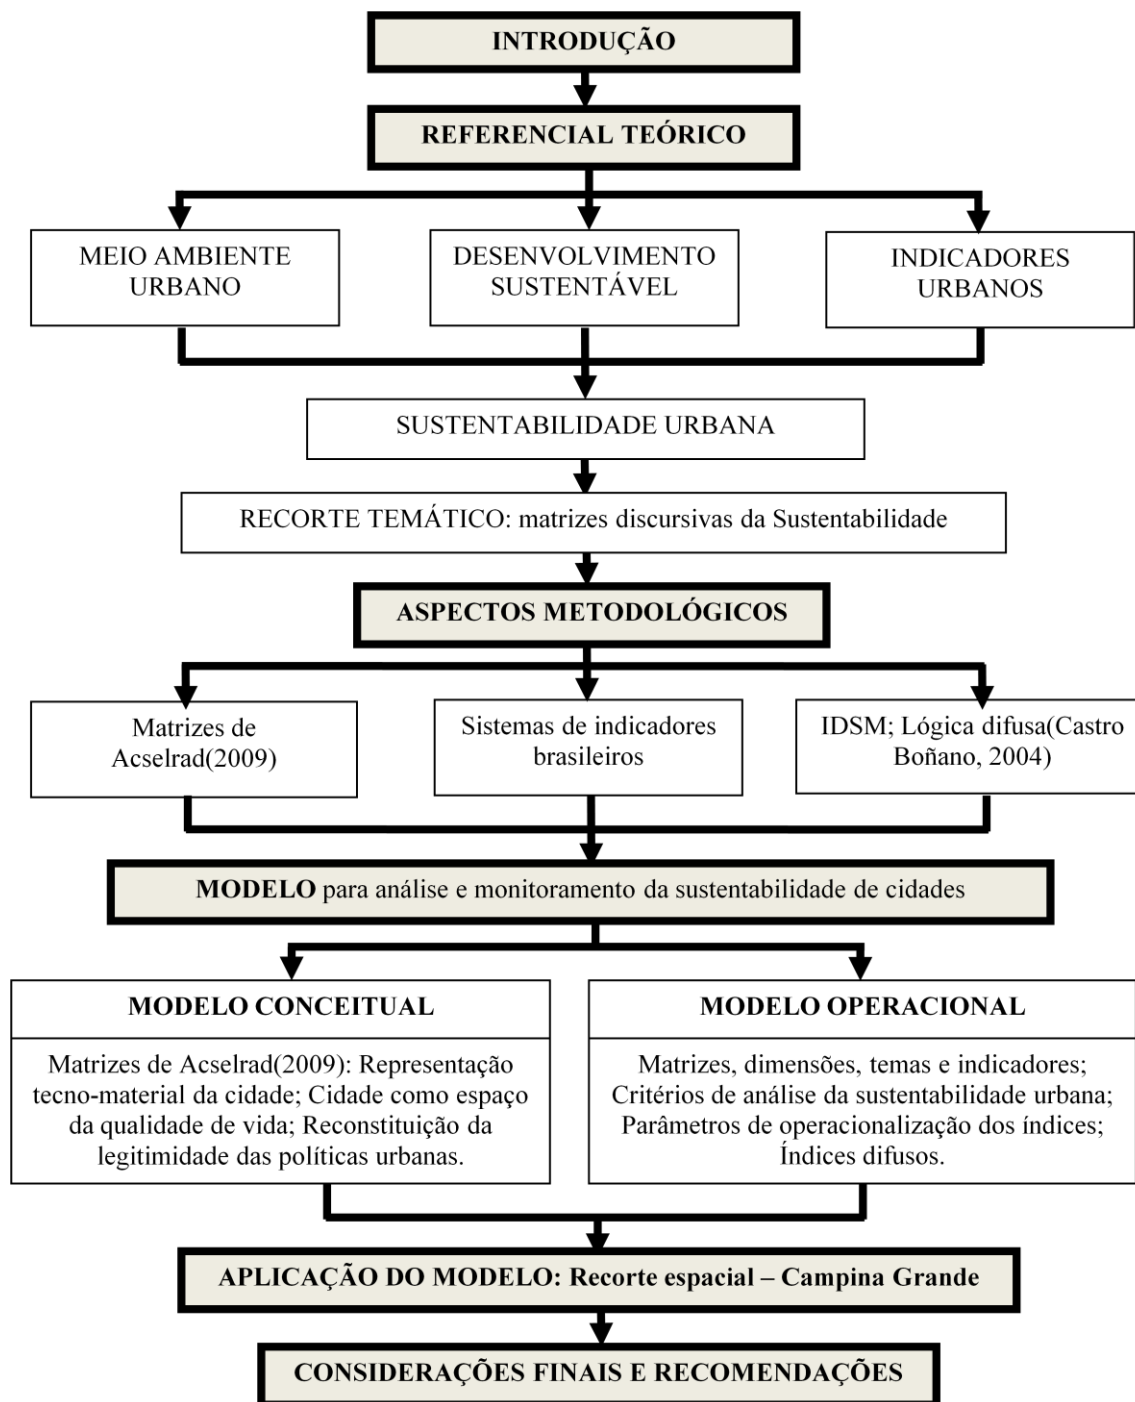 INTRODUÇÃO
REFERENCIAL TEÓRICO
MEIO AMBIENTE
URBANO
DESENVOLVIMENTO
SUSTENTÁVEL
INDICADORES
URBANOS
SUSTENTABILIDADE URBANA
RECORTE TEMÁTICO: matrizes discursivas da Sustentabilidade
ASPECTOS METODOLÓGICOS
Matrizes de
Acselrad(2009)
Sistemas de indicadores
brasileiros
IDSM; Lógica difusa(Castro
Boñano, 2004)
MODELO para análise e monitoramento da sustentabilidade de cidades
MODELO CONCEITUAL
Matrizes de Acselrad(2009): Representação
tecno-material da cidade; Cidade como espaço
da qualidade de vida; Reconstituição da
legitimidade das políticas urbanas.
MODELO OPERACIONAL
Matrizes, dimensões, temas e indicadores;
Critérios de análise da sustentabilidade urbana;
Parâmetros de operacionalização dos índices;
Índices difusos.
APLICAÇÃO DO MODELO: Recorte espacial – Campina Grande
CONSIDERAÇÕES FINAIS E RECOMENDAÇÕES